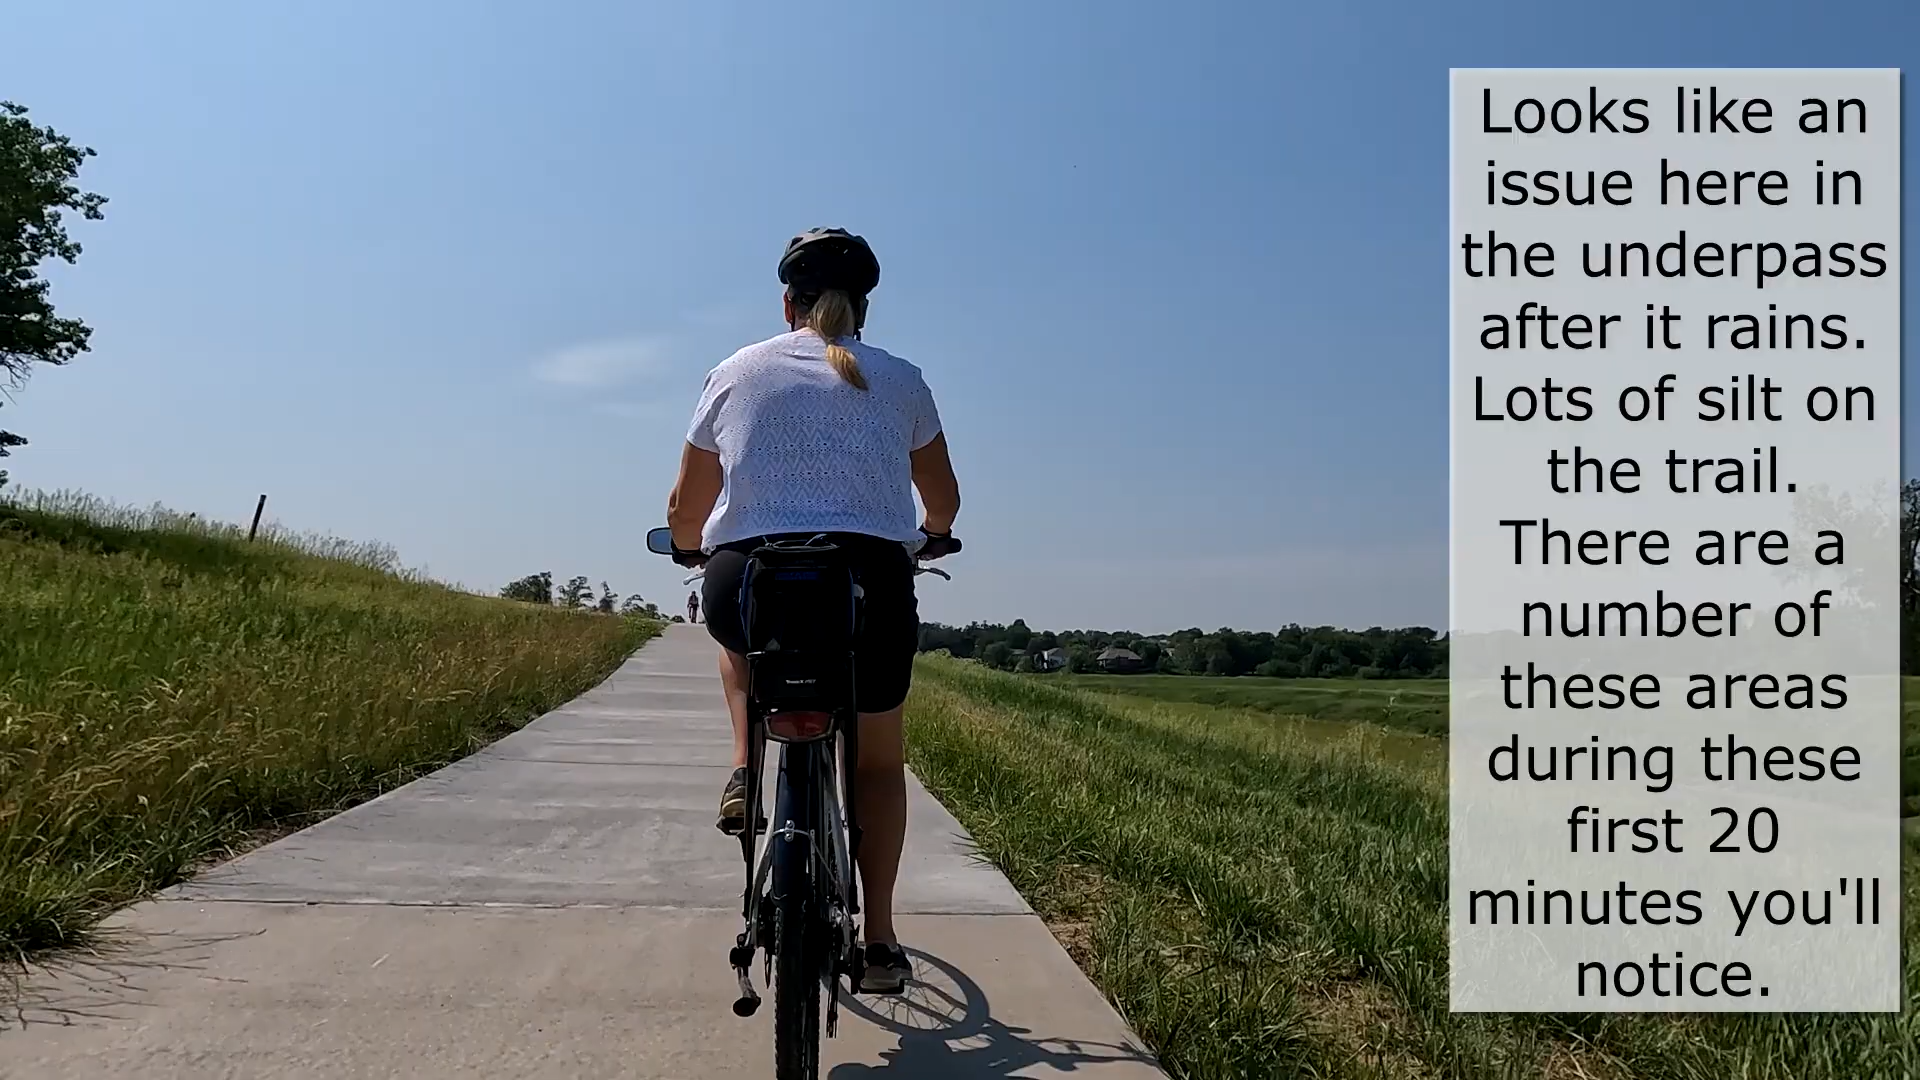 Looks like an
issue here in
the underpass
after it rains.
Lots of silt on
the trail.
There are a
number of
these areas
during these
first 20
minutes you'll
notice.